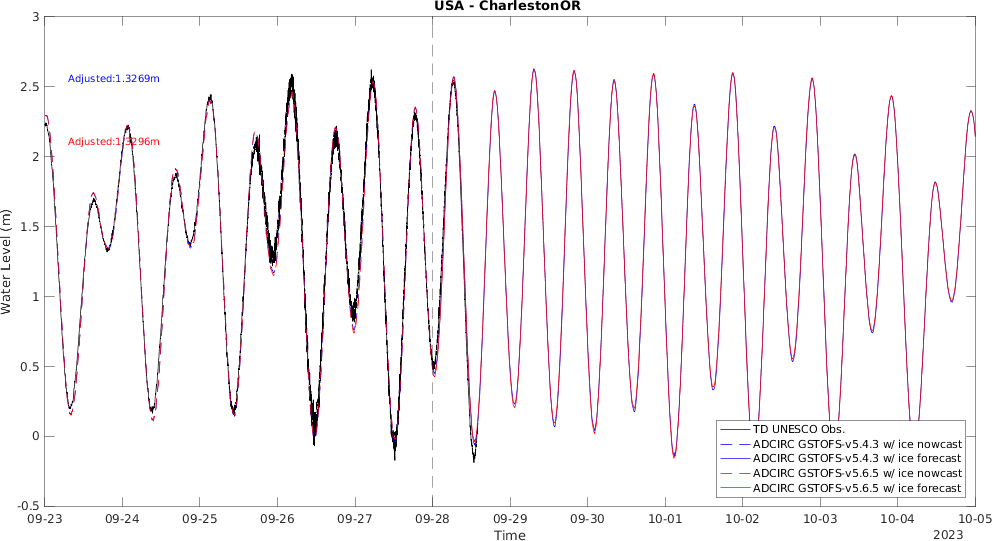 USA - CharlestonOR
3
2.5
2
1.5
1
0.5
0
-0.5
Water Level (m)
Adjusted:1.3269m
Adjusted:1.3296m
TD UNESCO Obs.
ADCIRC GSTOFS-v5.4.3 w/ ice nowcast
ADCIRC GSTOFS-v5.4.3 w/ ice forecast
ADCIRC GSTOFS-v5.6.5 w/ ice nowcast
ADCIRC GSTOFS-v5.6.5 w/ ice forecast
09-23 09-24 09-25 09-26 09-27 09-28 09-29 09-30 10-01 10-02 10-03 10-04 10-05
Time
2023